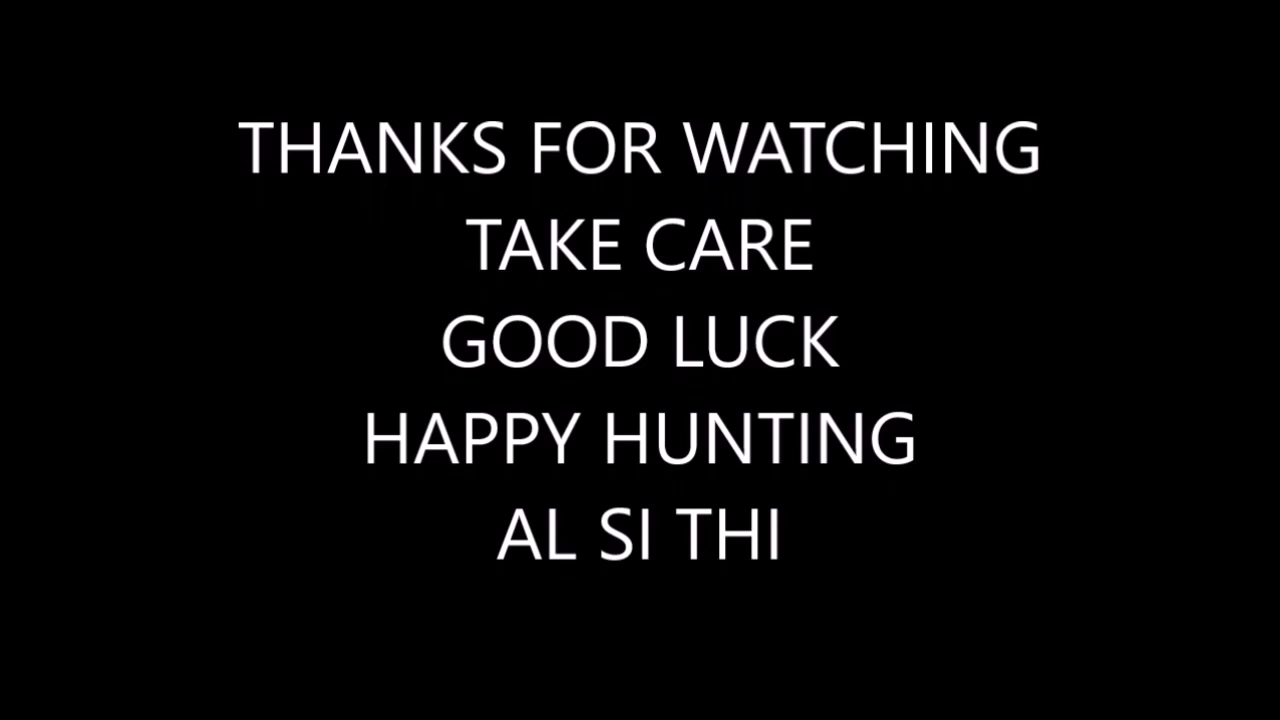 THANKS FOR WATCHING
TAKE CARE
GOOD LUCK
HAPPY HUNTING
AL SI THI